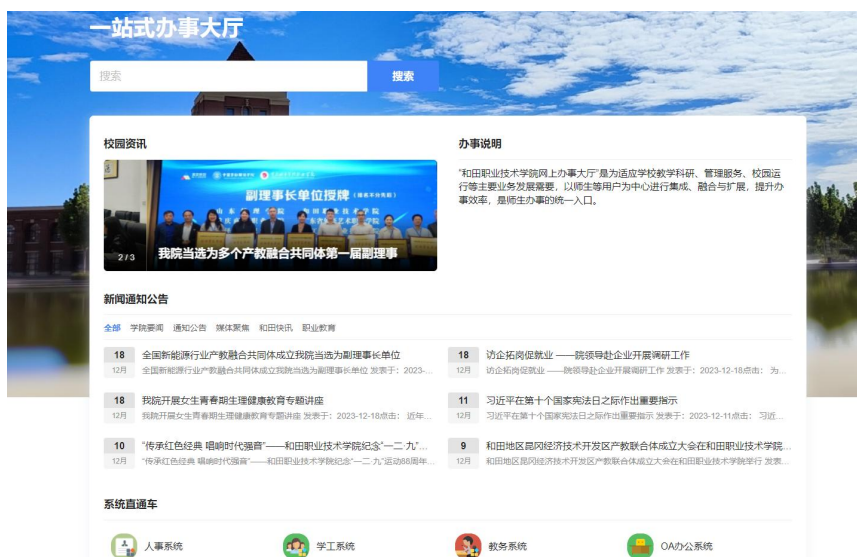 一站式办事大厅
搜索
搜索
校园资讯
办事说明
副理事长单位授牌
2/3
我院当选为多个产教融合共同体第一届副理事
"和田职业技术学院网上办事大厅"是为适应学校教学科研、管理服务、校园运
行等主要业务发展需要，以师生等用户为中心进行集成、融合与扩展，提升办
事效率，是师生办事的统一入口。
新闻通知公告
全部 学院要闻 通知公告 媒体聚焦 和田快讯 职业教育
18 全国新能源行业产教融合共同体成立我院当选为副理事长单位
12月 全国新能源行业产教融合共同体成立我院当选为副理事长单位 发表于：2023-...
18 访企拓岗促就业 ——院领导赴企业开展调研工作
12月 访企拓岗促就业 ——院领导赴企业开展调研工作 发表于：2023-12-18点击： 为...
18 我院开展女生青春期生理健康教育专题讲座
12月 我院开展女生青春期生理健康教育专题讲座 发表于：2023-12-18点击： 近年...
11 习近平在第十个国家宪法日之际作出重要指示
12月 习近平在第十个国家宪法日之际作出重要指示 发表于：2023-12-11点击： 习近...
10 "传承红色经典 唱响时代强音"——和田职业技术学院纪念"一二·九"...
12月 "传承红色经典 唱响时代强音"——和田职业技术学院纪念"一二·九"运动88周年...
9 和田地区昆冈经济技术开发区产教联合体成立大会在和田职业技术学院...
12月 和田地区昆冈经济技术开发区产教联合体成立大会在和田职业技术学院举行 发表...
系统直通车
人事系统
学工系统
教务系统
OA办公系统